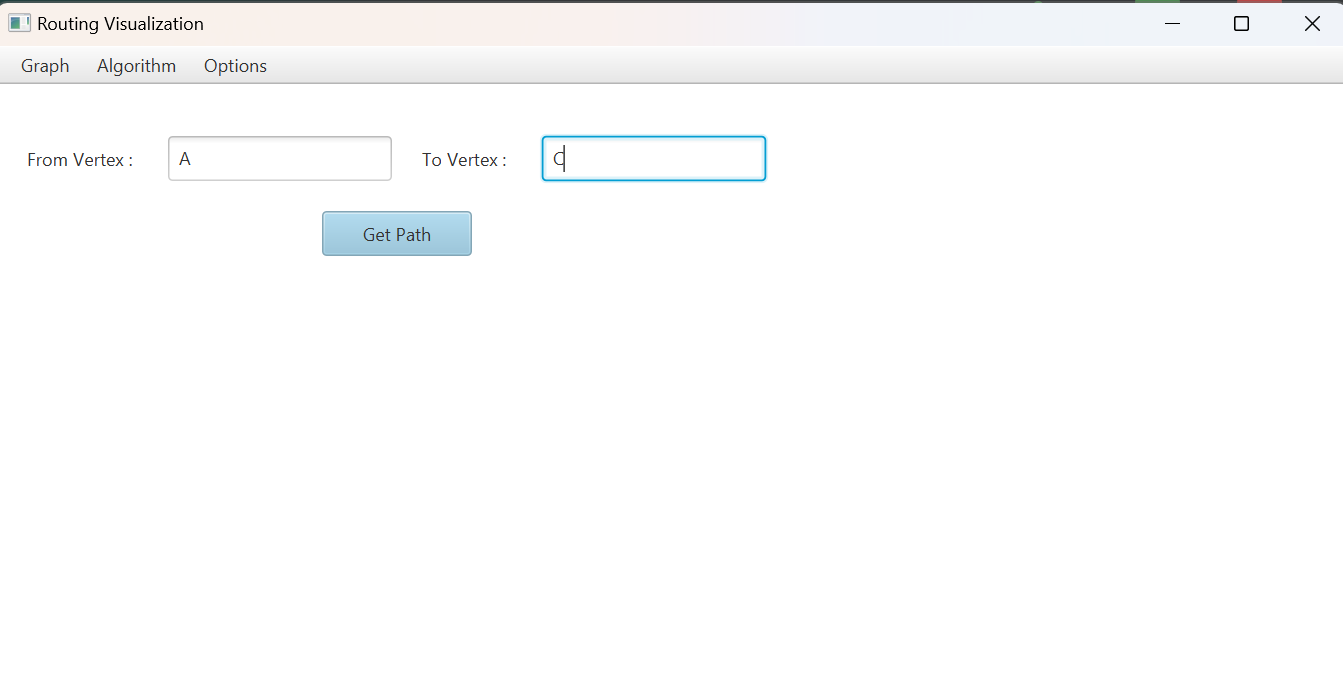 Routing Visualization
Graph Algorithm Options
From Vertex : A To Vertex : C
Get Path